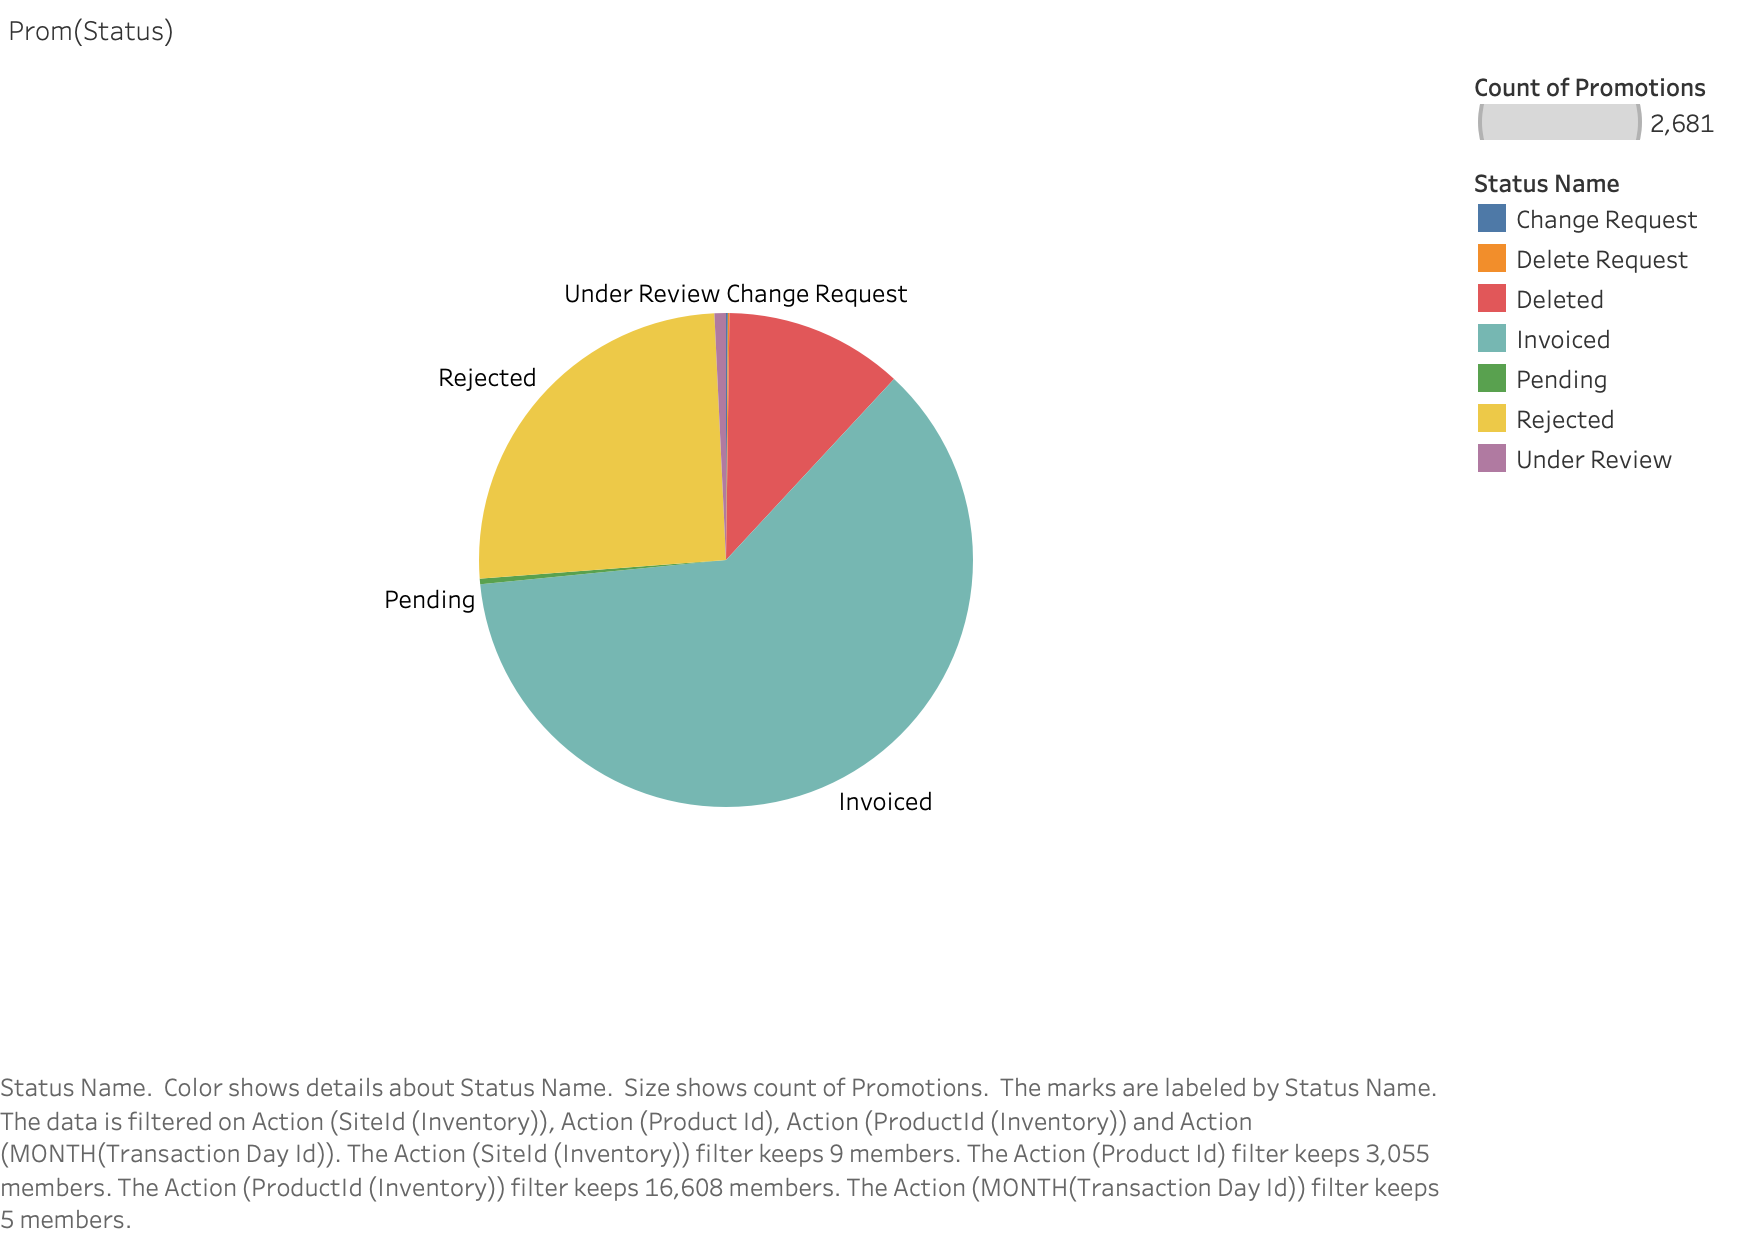 Prom(Status)
Count of Promotions
2,681
Status Name
Change Request
Delete Request
Deleted
Invoiced
Pending
Rejected
Under Review
Under Review Change Request
Rejected
Pending
Invoiced
Status Name.  Color shows details about Status Name.  Size shows count of Promotions.  The marks are labeled by Status Name.
The data is filtered on Action (SiteId (Inventory)), Action (Product Id), Action (ProductId (Inventory)) and Action
(MONTH(Transaction Day Id)). The Action (SiteId (Inventory)) filter keeps 9 members. The Action (Product Id) filter keeps 3,055
members. The Action (ProductId (Inventory)) filter keeps 16,608 members. The Action (MONTH(Transaction Day Id)) filter keeps
5 members.